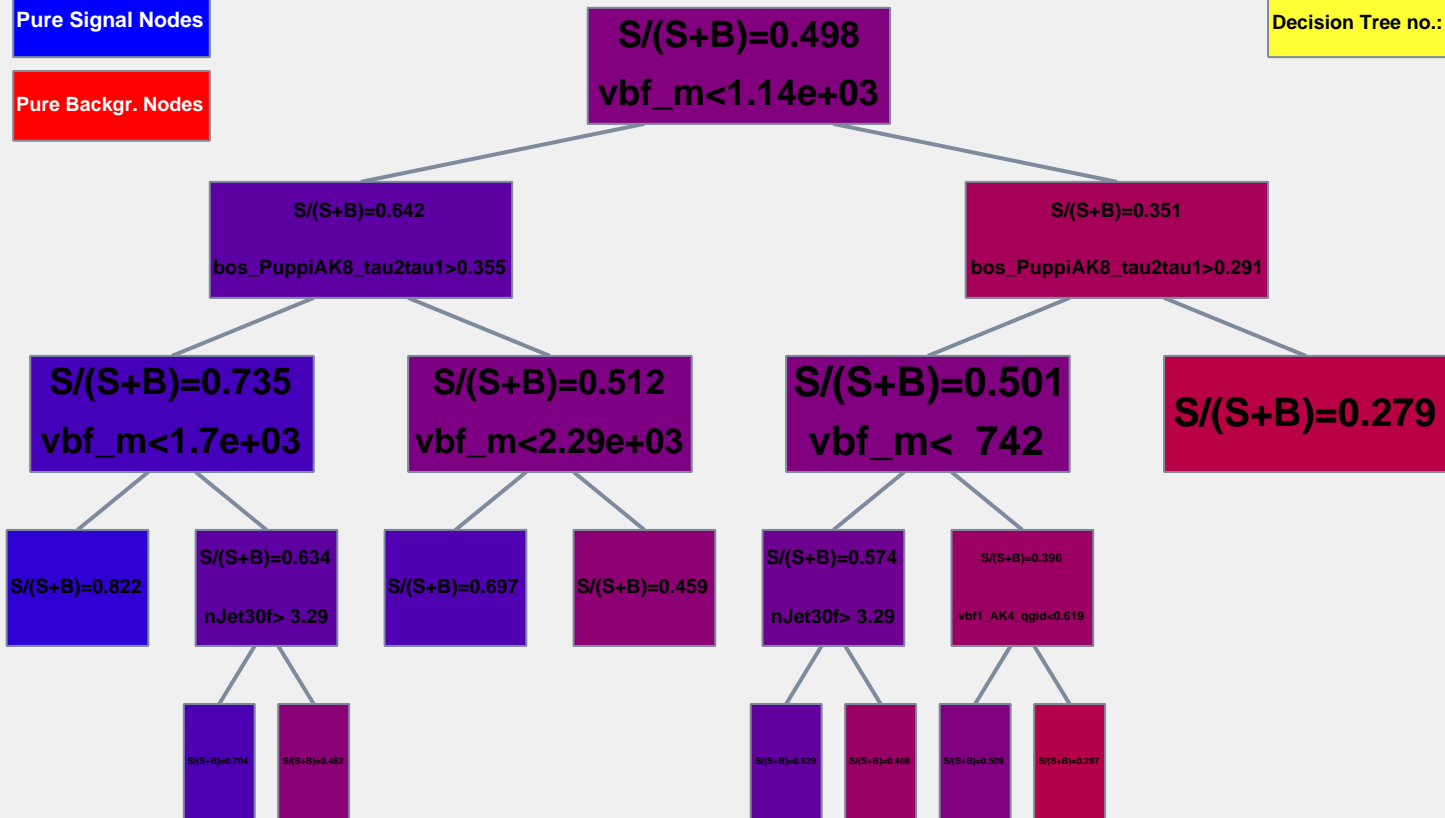 Pure Signal Nodes
Pure Backgr. Nodes
Decision Tree no.:
S/(S+B)=0.498
vbf_m<1.14e+03
S/(S+B)=0.642
bos_PuppiAK8_tau2tau1>0.355
S/(S+B)=0.351
bos_PuppiAK8_tau2tau1>0.291
S/(S+B)=0.735
vbf_m<1.7e+03
S/(S+B)=0.512
vbf_m<2.29e+03
S/(S+B)=0.501
vbf_m< 742
S/(S+B)=0.279
S/(S+B)=0.822
S/(S+B)=0.634
nJet30f> 3.29
S/(S+B)=0.697
S/(S+B)=0.459
S/(S+B)=0.574
nJet30f> 3.29
S/(S+B)=0.396
vbf1_AK4_qgid<0.619
S/(S+B)=0.704
S/(S+B)=0.462
S/(S+B)=0.629
S/(S+B)=0.408
S/(S+B)=0.509
S/(S+B)=0.297